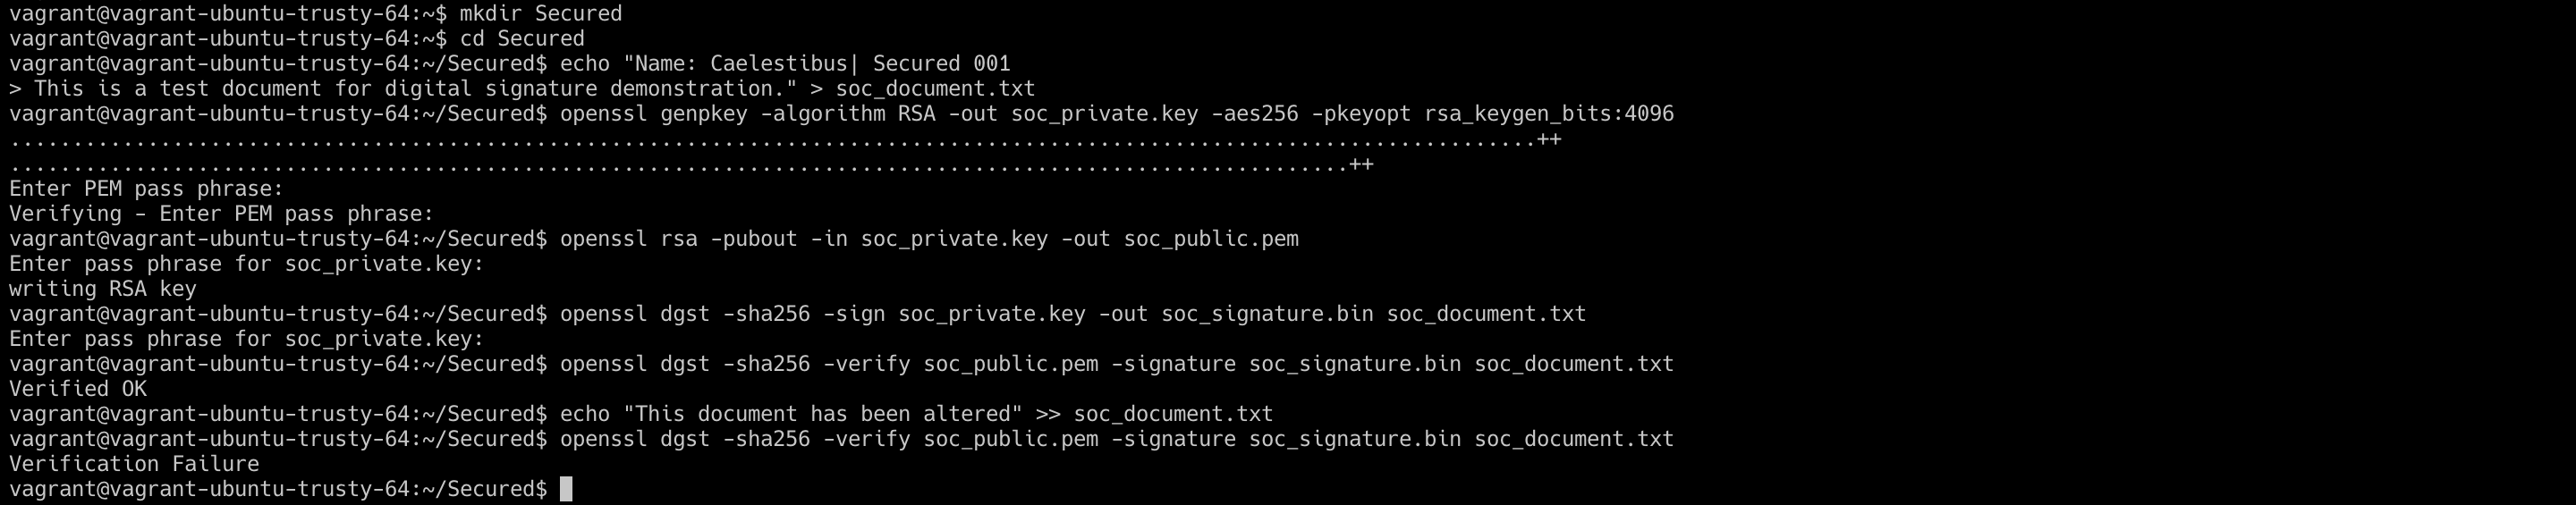 vagrant@vagrant-ubuntu-trusty-64:~$ mkdir Secured
vagrant@vagrant-ubuntu-trusty-64:~$ cd Secured
vagrant@vagrant-ubuntu-trusty-64:~/Secured$ echo "Name: Caelestibus| Secured 001
> This is a test document for digital signature demonstration." > soc_document.txt
vagrant@vagrant-ubuntu-trusty-64:~/Secured$ openssl genpkey -algorithm RSA -out soc_private.key -aes256 -pkeyopt rsa_keygen_bits:4096
..........................................................................................................................++
...........................................................................................................++
Enter PEM pass phrase:
Verifying - Enter PEM pass phrase:
vagrant@vagrant-ubuntu-trusty-64:~/Secured$ openssl rsa -pubout -in soc_private.key -out soc_public.pem
Enter pass phrase for soc_private.key:
writing RSA key
vagrant@vagrant-ubuntu-trusty-64:~/Secured$ openssl dgst -sha256 -sign soc_private.key -out soc_signature.bin soc_document.txt
Enter pass phrase for soc_private.key:
vagrant@vagrant-ubuntu-trusty-64:~/Secured$ openssl dgst -sha256 -verify soc_public.pem -signature soc_signature.bin soc_document.txt
Verified OK
vagrant@vagrant-ubuntu-trusty-64:~/Secured$ echo "This document has been altered" >> soc_document.txt
vagrant@vagrant-ubuntu-trusty-64:~/Secured$ openssl dgst -sha256 -verify soc_public.pem -signature soc_signature.bin soc_document.txt
Verification Failure
vagrant@vagrant-ubuntu-trusty-64:~/Secured$